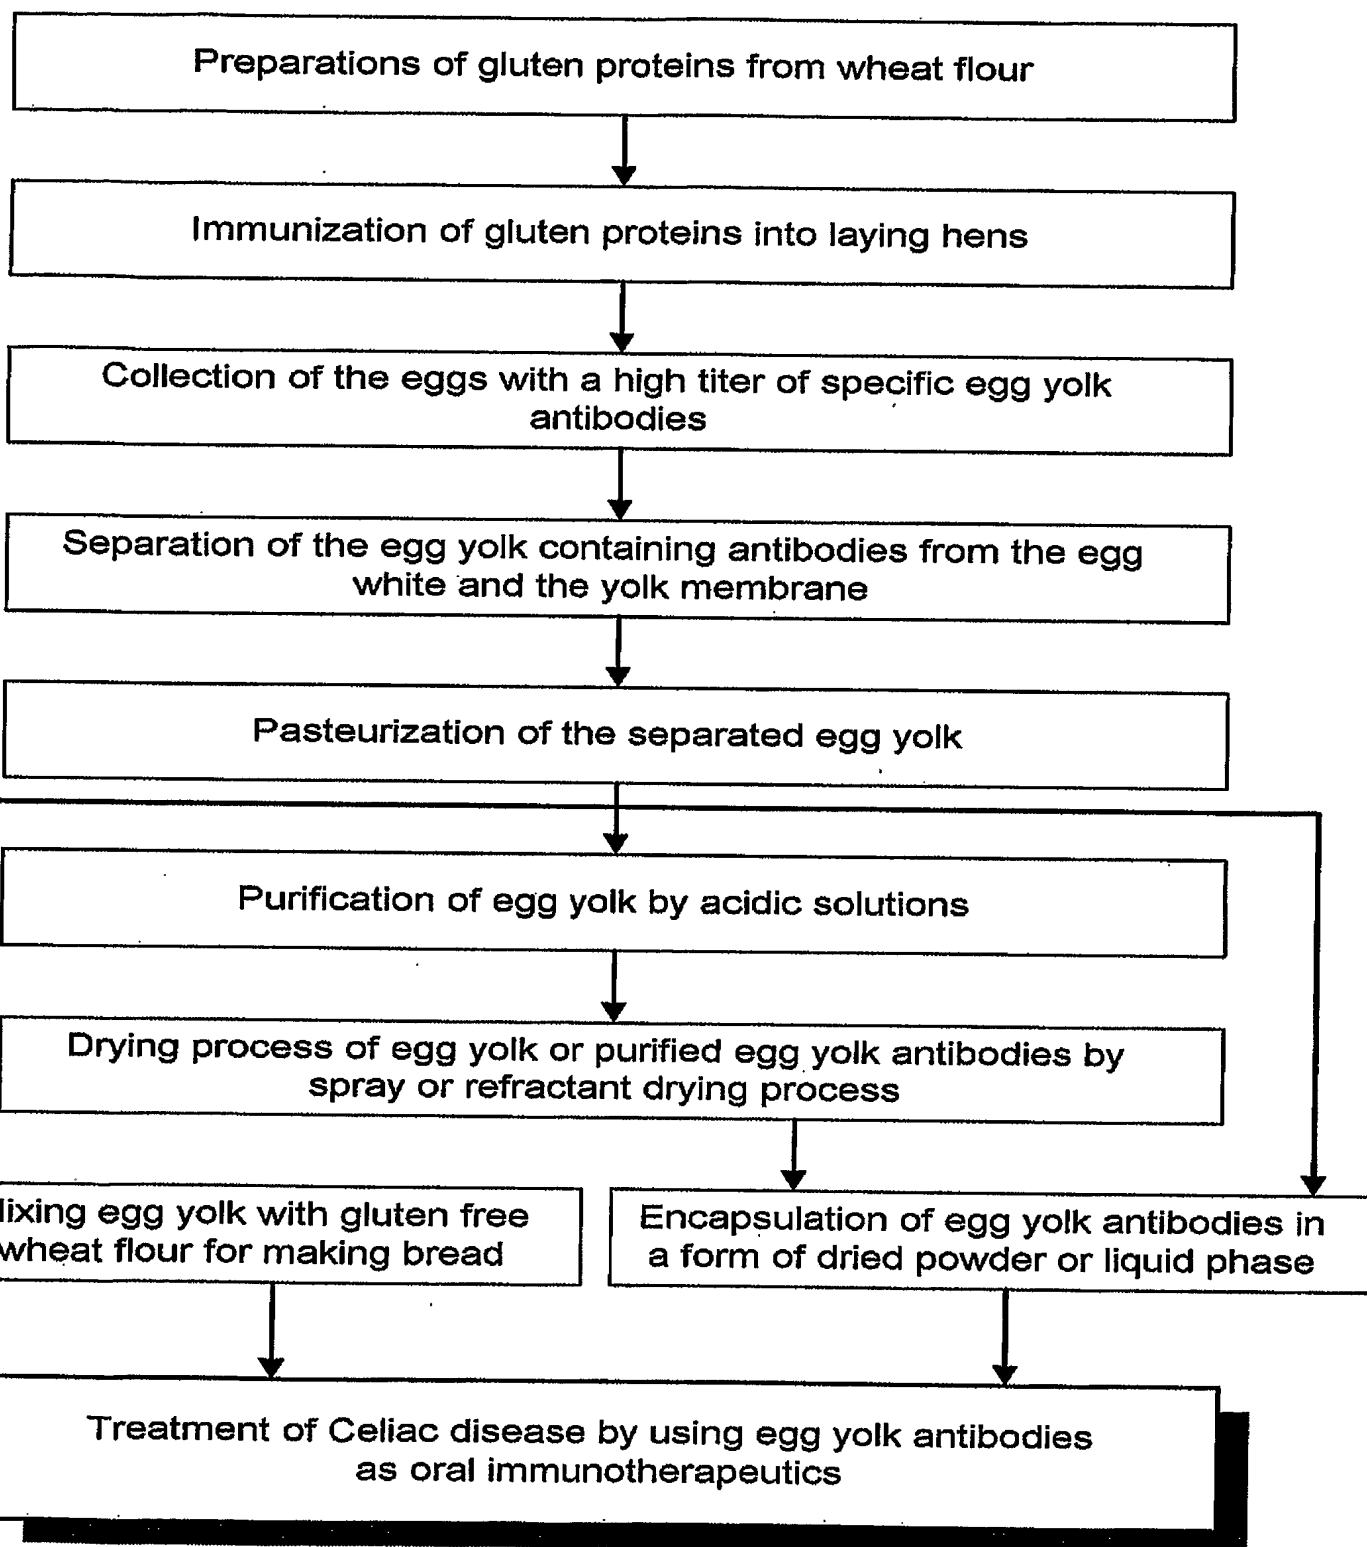 Preparations of gluten proteins from wheat flour
Immunization of gluten proteins into laying hens
Collection of the eggs with a high titer of specific egg yolk
antibodies
Separation of the egg yolk containing antibodies from the egg
white and the yolk membrane
Pasteurization of the separated egg yolk
Purification of egg yolk by acidic solutions
Drying process of egg yolk or purified egg yolk antibodies by
spray or refractant drying process
ixing egg yolk with gluten free
wheat flour for making bread
Encapsulation of egg yolk antibodies in
a form of dried powder or liquid phase
Treatment of Celiac disease by using egg yolk antibodies
as oral immunotherapeutics